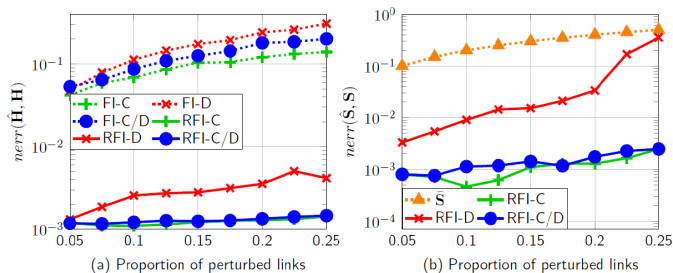 nerr(Ĥ, H)
10⁻¹
10⁻²
10⁻³
FI-C
FI-D
FI-C/D
RFI-C
RFI-D
RFI-C/D
0.05
0.1
0.15
0.2
0.25
(a) Proportion of perturbed links
nerr(Ŝ, S)
10⁰
10⁻¹
10⁻²
10⁻³
10⁻⁴
S̄
RFI-C
RFI-D
RFI-C/D
0.05
0.1
0.15
0.2
0.25
(b) Proportion of perturbed links